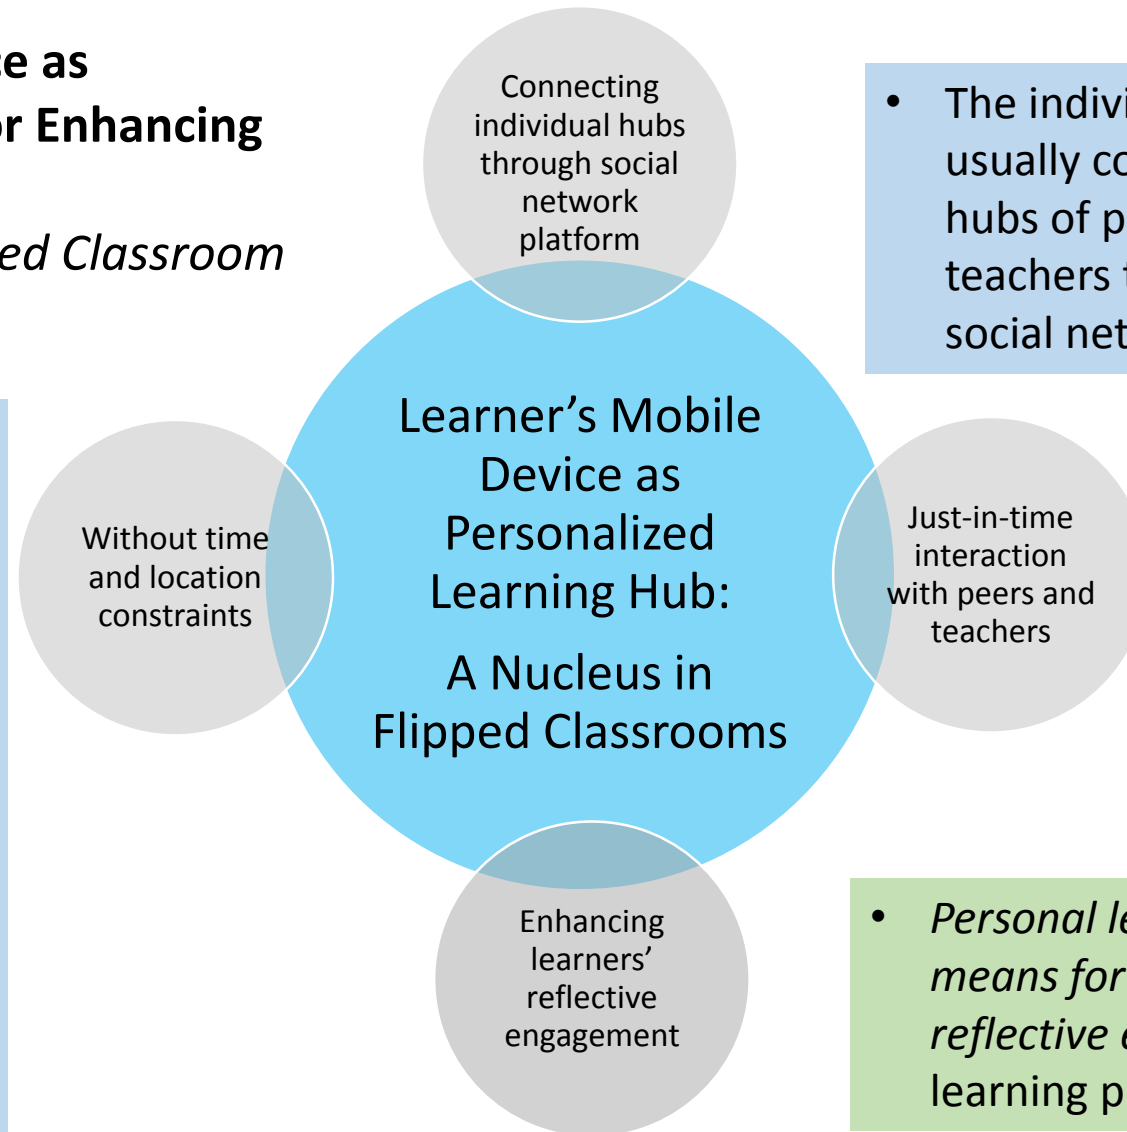 ce as
or Enhancing
ed Classroom
Connecting
individual hubs
through social
network
platform
• The indivi
usually co
hubs of p
teachers t
social net
Without time
and location
constraints
Learner’s Mobile
Device as
Personalized
Learning Hub:
A Nucleus in
Flipped Classrooms
Just-in-time
interaction
with peers and
teachers
Enhancing
learners’
reflective
engagement
• Personal le
means for
reflective e
learning p